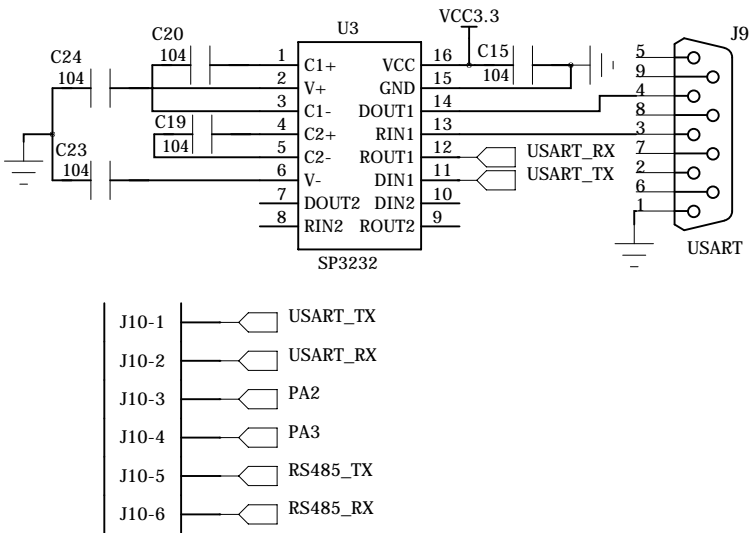 VCC3.3
C20
U3
J9
C24
104
1
C1+
VCC
16
C15
5
104
2
V+
GND
15
104
9
3
C1-
DOUT1
14
4
C19
4
C2+
RIN1
13
8
104
5
C2-
ROUT1
12
USART_RX
3
C23
104
6
V-
DIN1
11
USART_TX
7
7
DOUT2
DIN2
10
2
8
RIN2
ROUT2
9
6
1
SP3232
USART
J10-1
USART_TX
J10-2
USART_RX
J10-3
PA2
J10-4
PA3
J10-5
RS485_TX
J10-6
RS485_RX